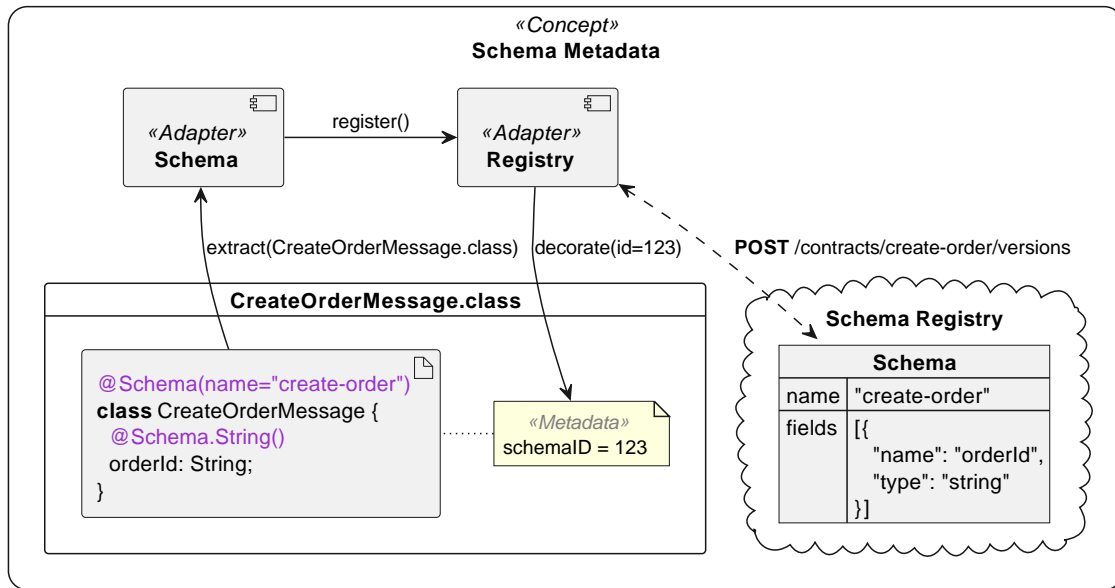 «Concept»
Schema Metadata
«Adapter»
Schema
register()
«Adapter»
Registry
extract(CreateOrderMessage.class)
decorate(id=123)
POST /contracts/create-order/versions
CreateOrderMessage.class
@Schema(name="create-order")
class CreateOrderMessage {
@Schema.String()
orderId: String;
}
«Metadata»
schemaID = 123
Schema Registry
Schema
name "create-order"
fields [{
"name": "orderId",
"type": "string"
}]